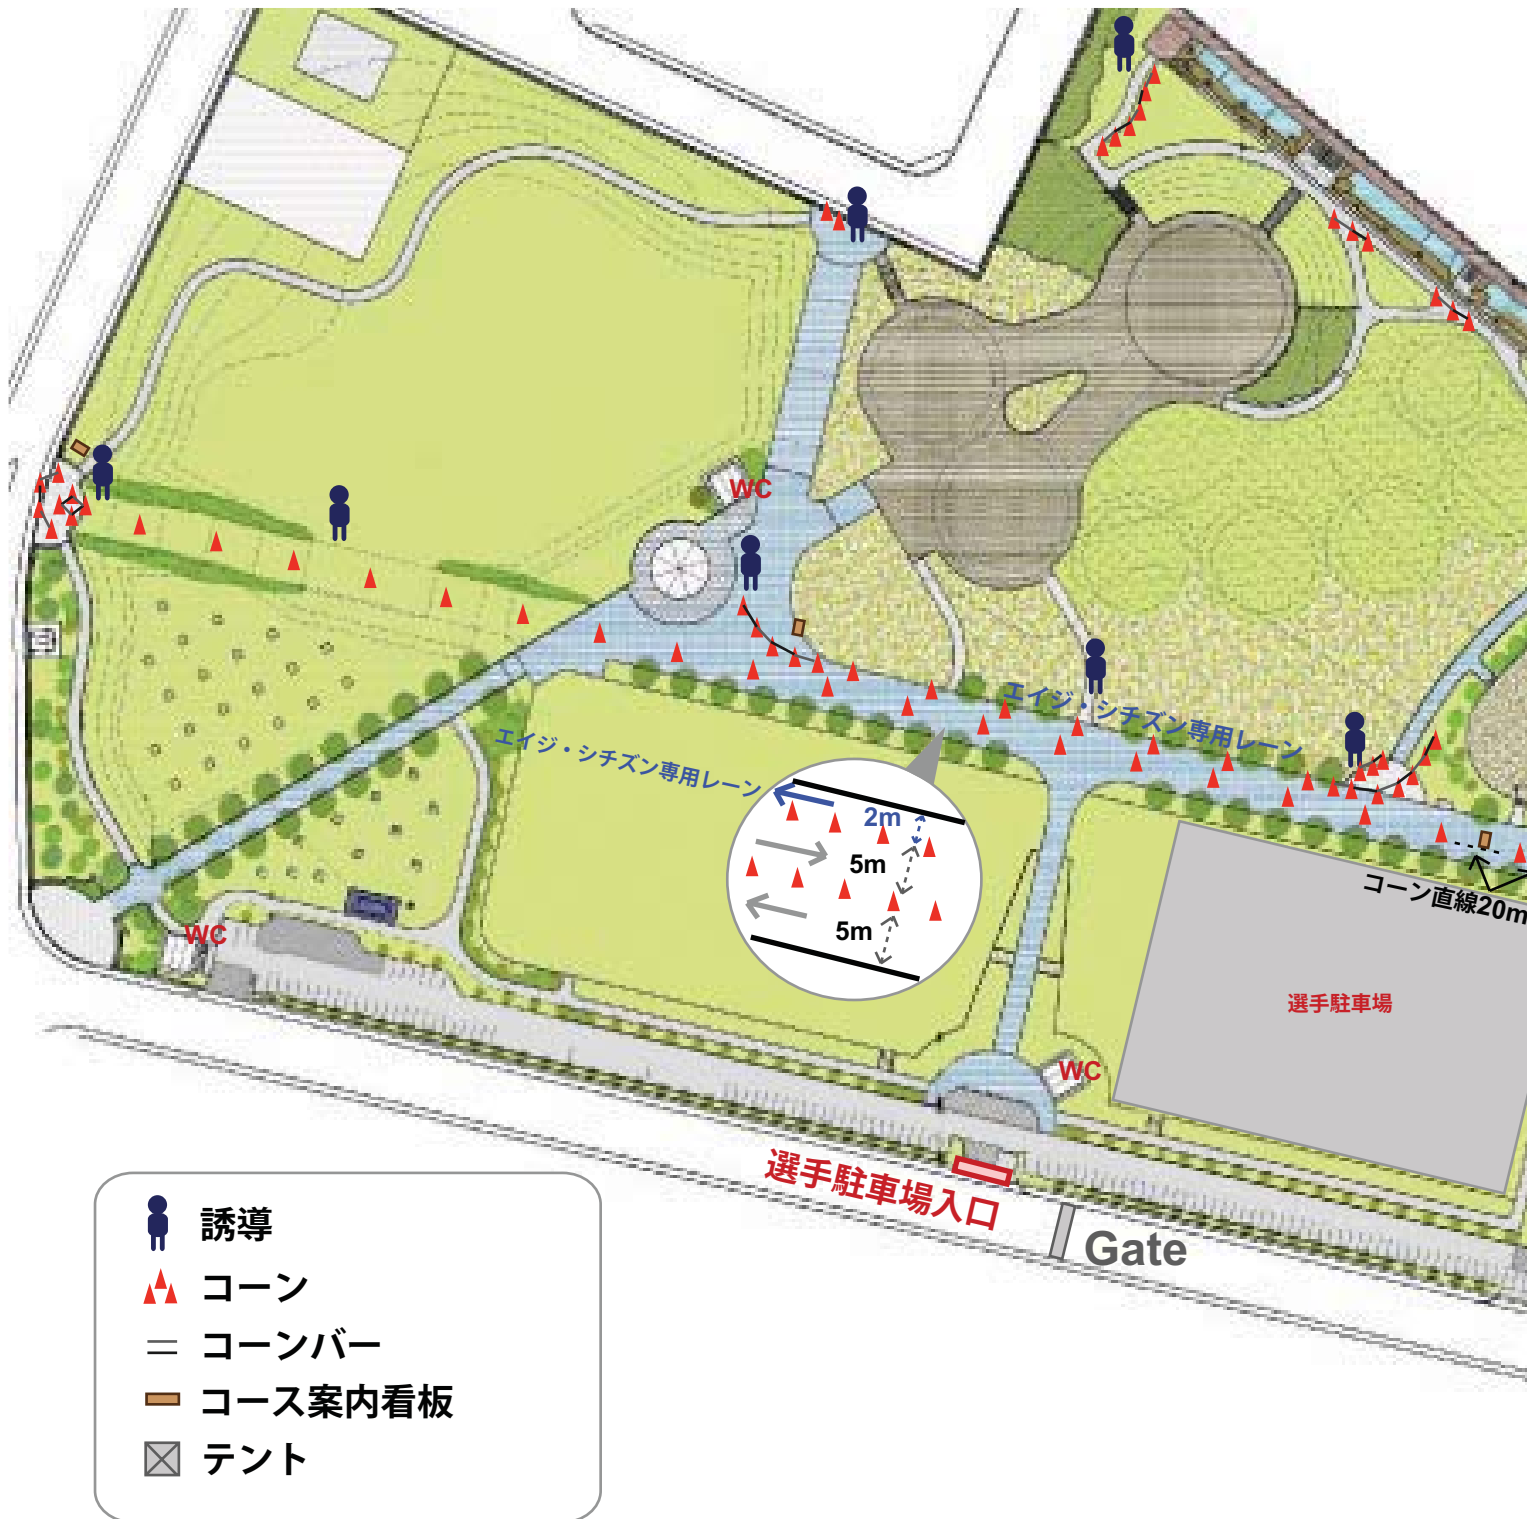 WC
エイジ・シチズン専用レーン
エイジ・シチズン専用レーン
2m
5m
5m
コーン直線20m
WC
選手駐車場
WC
選手駐車場入口
Gate
誘導
コーン
コーンバー
コース案内看板
テント